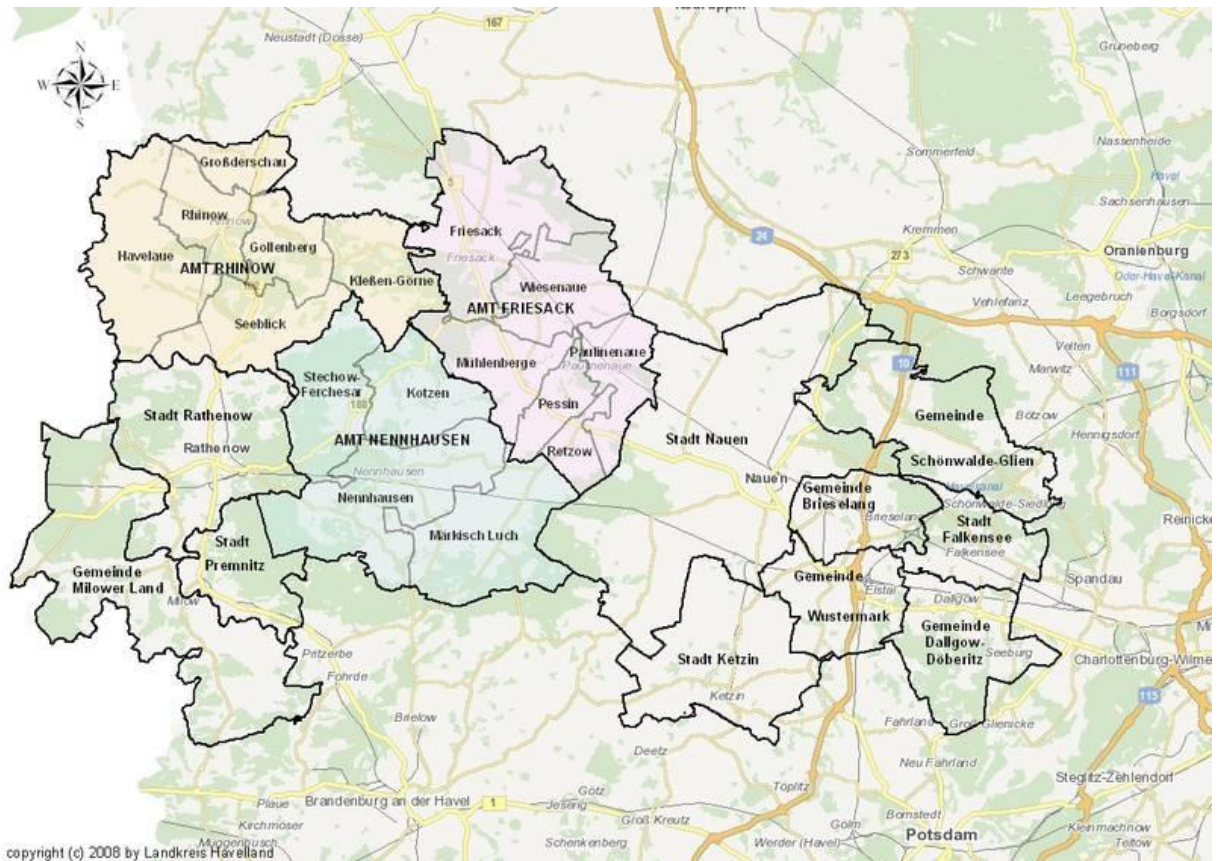 Neustadt (Dosse)
167
Gruneberg
N
W E
S
Nassenheide
Großderschau
Sommerfeld
Havel
5
Sachsenhausen
Rhinow
Friesack
Kremmen
24
Gollenberg
Oranienburg
Havelaue
273
AMT RHINOW
Friesack
Schwante
Oder-Havel-Kanal
Kleßen-Görne
Wiesenaue
Vehlefanz
Leegebruch
AMT FRIESACK
Borgsdorf
Seeblick
Velten
Mühlenberge
Paulinenaue
10
Marwitz
111
Paulinenaue
Stechow-
Ferchesar
Kotzen
188
Pessin
Gemeinde
Bötzow
Stadt Rathenow
AMT NENNHAUSEN
Stadt Nauen
Hennigsdorf
Rathenow
Retzow
Schönwalde-Glien
Nennhausen
Nauen
Gemeinde
Brieselang
Havelkanal
Schönwalde-Siedlung
Nennhausen
Brieselang
Stadt
Falkensee
Reinicke
Märkisch Luch
Falkensee
Stadt
Premnitz
Gemeinde
Milower Land
Gemeinde
Wustermark
Elstal
Dallgow
Spandau
Milow
Gemeinde
Dallgow-
Döberitz
Seeburg
Stadt Ketzin
Charlottenburg-Wilme
Pritzerbe
Fohrde
Ketzin
115
Brielow
Fahrland
Groß Glienicke
Deetz
Neu Fahrland
Steglitz-Zehlendorf
Götz
Töplitz
Plaue
Brandenburg an der Havel
1
Jeserig
Groß Kreutz
Bornstedt
Kirchmöser
Golm
Kleinmachnow
Schenkenberg
Werder (Havel)
Potsdam
Teltow
copyright (c) 2008 by Landkreis Havelland